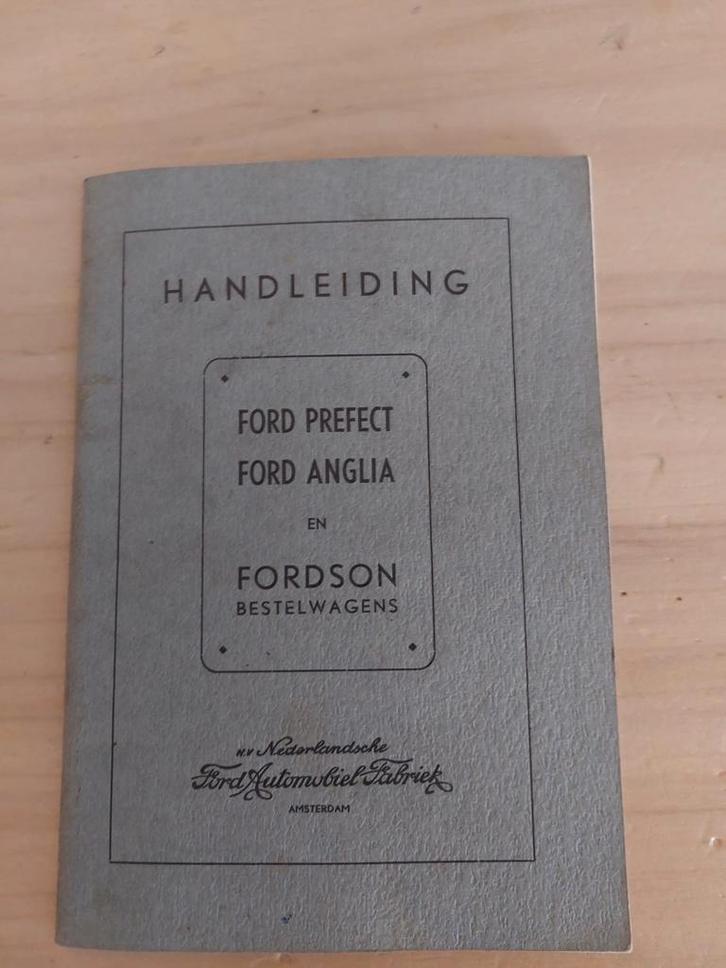 HANDLEIDING
FORD PREFECT
FORD ANGLIA
EN
FORDSON
BESTELWAGENS
N.V. Nederlandsche
Ford Automobiel Fabriek
AMSTERDAM